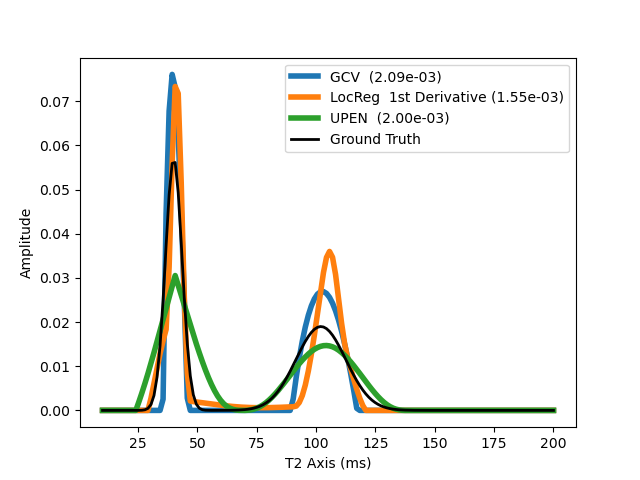 GCV (2.09e-03)
LocReg 1st Derivative (1.55e-03)
UPEN (2.00e-03)
Ground Truth
Amplitude
0.07
0.06
0.05
0.04
0.03
0.02
0.01
0.00
25 50 75 100 125 150 175 200
T2 Axis (ms)